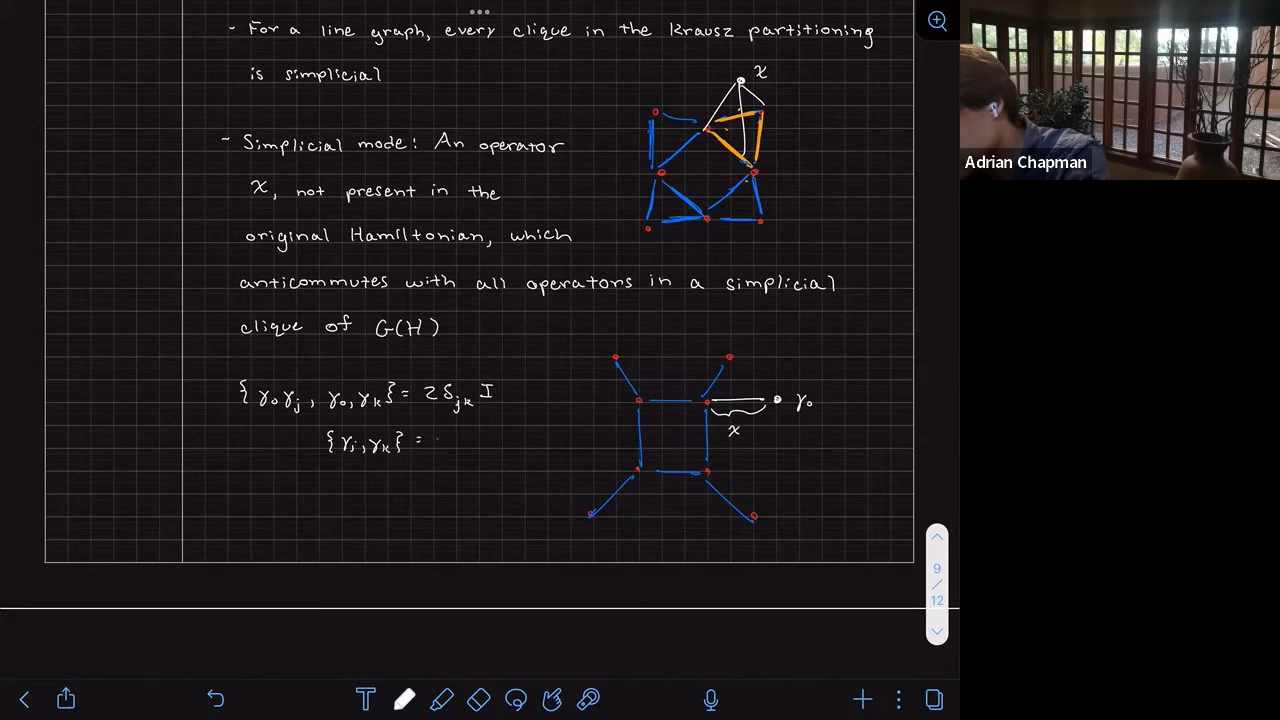 - For a line graph, every clique in the Krausz partitioning
is simplicial
χ
- Simplicial mode: An operator
χ, not present in the
original Hamiltonian, which
anticommutes with all operators in a simplicial
clique of G(H)
{γ₀γⱼ, γ₀,γₖ} = 2δⱼₖ I
γ₀
χ
{γⱼ,γₖ} =
Adrian Chapman
9
/
12
T